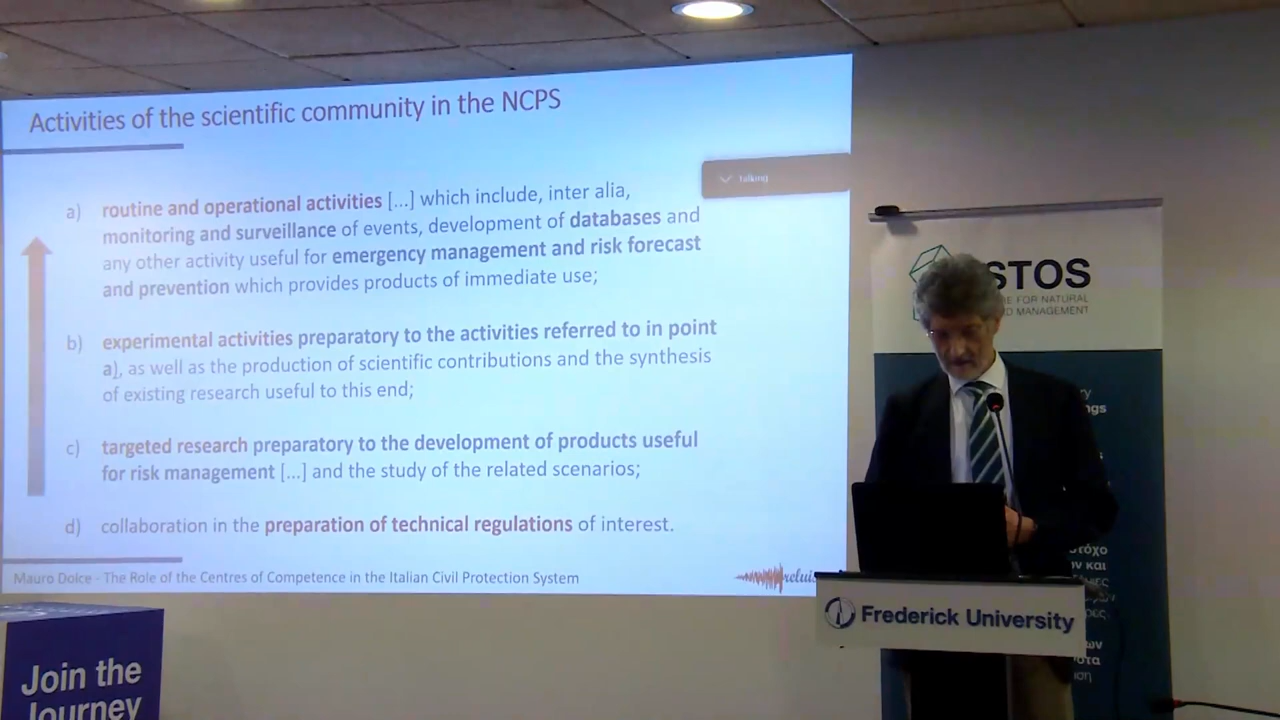 Activities of the scientific community in the NCPS
Talking
a) routine and operational activities [...] which include, inter alia,
monitoring and surveillance of events, development of databases and
any other activity useful for emergency management and risk forecast
and prevention which provides products of immediate use;
b) experimental activities preparatory to the activities referred to in point
a), as well as the production of scientific contributions and the synthesis
of existing research useful to this end;
c) targeted research preparatory to the development of products useful
for risk management [...] and the study of the related scenarios;
d) collaboration in the preparation of technical regulations of interest.
Mauro Dolce - The Role of the Centres of Competence in the Italian Civil Protection System
STOS
FOR NATURAL
MANAGEMENT
και
Frederick University
Join the
Journey